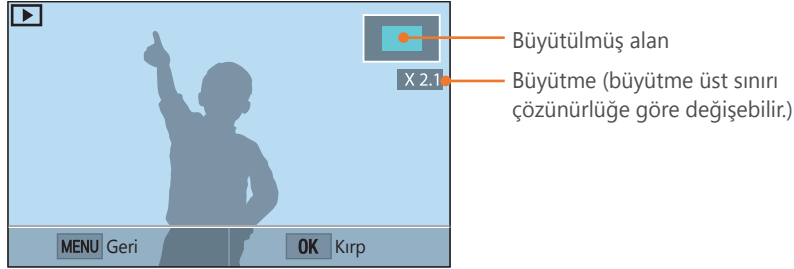 Büyütülmüş alan
X 2.1
Büyütme (büyütme üst sınırı
çözünürlüğe göre değişebilir.)
MENU Geri
OK Kırp